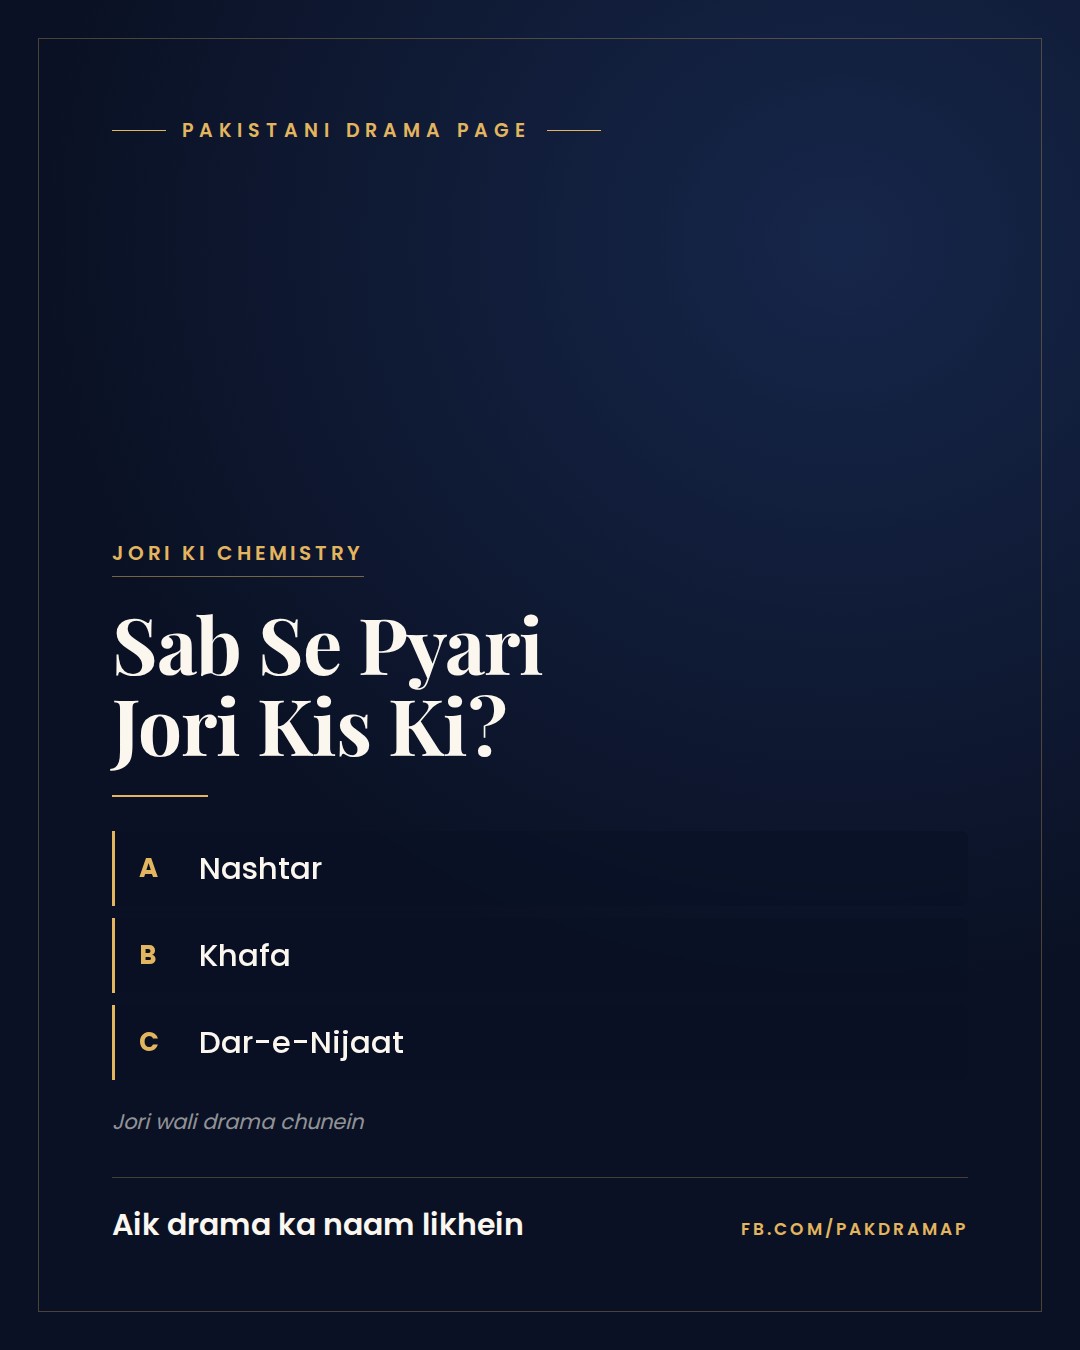 PAKISTANI DRAMA PAGE
JORI KI CHEMISTRY
Sab Se Pyari
Jori Kis Ki?
A Nashtar
B Khafa
C Dar-e-Nijaat
Jori wali drama chunein
Aik drama ka naam likhein
FB.COM/PAKDRAMAP